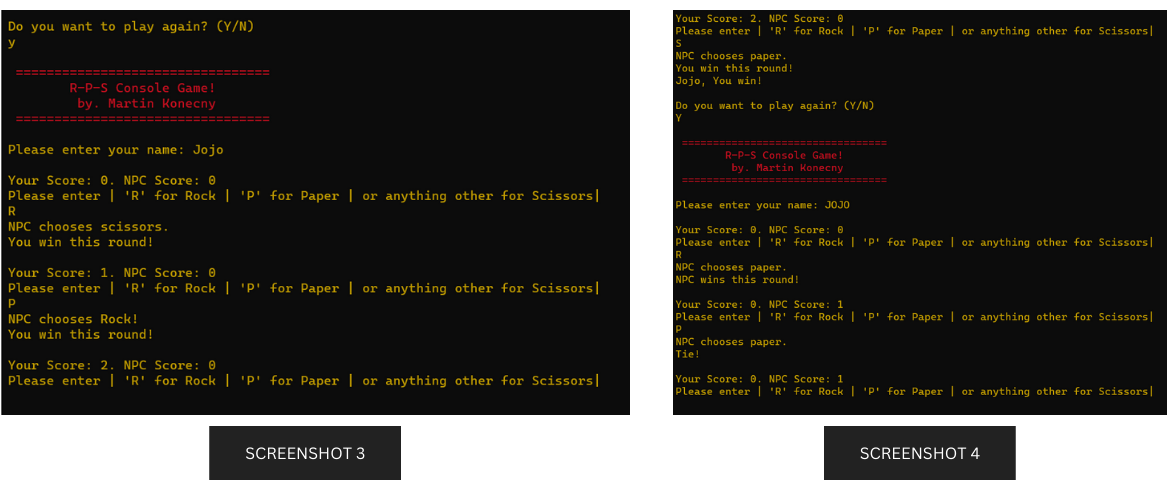 Do you want to play again? (Y/N)
y
=================================
R-P-S Console Game!
by. Martin Konecny
=================================
Please enter your name: Jojo
Your Score: 0. NPC Score: 0
Please enter | 'R' for Rock | 'P' for Paper | or anything other for Scissors|
R
NPC chooses scissors.
You win this round!
Your Score: 1. NPC Score: 0
Please enter | 'R' for Rock | 'P' for Paper | or anything other for Scissors|
P
NPC chooses Rock!
You win this round!
Your Score: 2. NPC Score: 0
Please enter | 'R' for Rock | 'P' for Paper | or anything other for Scissors|
SCREENSHOT 3
Your Score: 2. NPC Score: 0
Please enter | 'R' for Rock | 'P' for Paper | or anything other for Scissors|
S
NPC chooses paper.
You win this round!
Jojo, You win!
Do you want to play again? (Y/N)
Y
=================================
R-P-S Console Game!
by. Martin Konecny
=================================
Please enter your name: JOJO
Your Score: 0. NPC Score: 0
Please enter | 'R' for Rock | 'P' for Paper | or anything other for Scissors|
R
NPC chooses paper.
NPC wins this round!
Your Score: 0. NPC Score: 1
Please enter | 'R' for Rock | 'P' for Paper | or anything other for Scissors|
P
NPC chooses paper.
Tie!
Your Score: 0. NPC Score: 1
Please enter | 'R' for Rock | 'P' for Paper | or anything other for Scissors|
SCREENSHOT 4